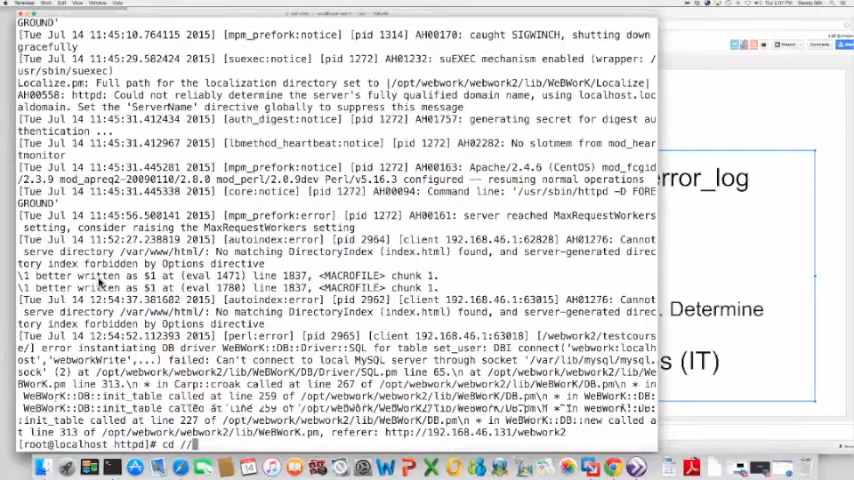 GROUND'
[Tue Jul 14 11:45:10.764115 2015] [mpm_prefork:notice] [pid 1314] AH00170: caught SIGWINCH, shutting down
gracefully
[Tue Jul 14 11:45:29.582424 2015] [suexec:notice] [pid 1272] AH01232: suEXEC mechanism enabled (wrapper: /
usr/sbin/suexec)
Localize.pm: Full path for the localization directory set to |/opt/webwork/webwork2/lib/WeBWorK/Localize|
AH00558: httpd: Could not reliably determine the server's fully qualified domain name, using localhost.loc
aldomain. Set the 'ServerName' directive globally to suppress this message
[Tue Jul 14 11:45:31.412434 2015] [auth_digest:notice] [pid 1272] AH01757: generating secret for digest au
thentication ...
[Tue Jul 14 11:45:31.412967 2015] [lbmethod_heartbeat:notice] [pid 1272] AH02282: No slotmem from mod_hear
tmonitor
[Tue Jul 14 11:45:31.445281 2015] [mpm_prefork:notice] [pid 1272] AH00163: Apache/2.4.6 (CentOS) mod_fcgid
/2.3.9 mod_apreq2-20090110/2.8.0 mod_perl/2.0.9dev Perl/v5.16.3 configured -- resuming normal operations
[Tue Jul 14 11:45:31.445338 2015] [core:notice] [pid 1272] AH00094: Command line: '/usr/sbin/httpd -D FORE
GROUND'
[Tue Jul 14 11:45:56.500141 2015] [mpm_prefork:error] [pid 1272] AH00161: server reached MaxRequestWorkers
setting, consider raising the MaxRequestWorkers setting
[Tue Jul 14 11:52:27.238819 2015] [autoindex:error] [pid 2964] [client 192.168.46.1:62828] AH01276: Cannot
serve directory /var/www/html/: No matching DirectoryIndex (index.html) found, and server-generated direc
tory index forbidden by Options directive
\1 better written as $1 at (eval 1471) line 1837, <MACROFILE> chunk 1.
\1 better written as $1 at (eval 1780) line 1837, <MACROFILE> chunk 1.
[Tue Jul 14 12:54:37.381682 2015] [autoindex:error] [pid 2962] [client 192.168.46.1:63015] AH01276: Cannot
serve directory /var/www/html/: No matching DirectoryIndex (index.html) found, and server-generated direc
tory index forbidden by Options directive
[Tue Jul 14 12:54:52.112393 2015] [perl:error] [pid 2965] [client 192.168.46.1:63018] [/webwork2/testcours
e/] error instantiating DB driver WeBWorK::DB::Driver::SQL for table set_user: DBI connect('webwork:localh
ost','webworkWrite',...) failed: Can't connect to local MySQL server through socket '/var/lib/mysql/mysql.
sock' (2) at /opt/webwork/webwork2/lib/WeBWorK/DB/Driver/SQL.pm line 65.\n at /opt/webwork/webwork2/lib/We
BWorK.pm line 313.\n * in Carp::croak called at line 267 of /opt/webwork/webwork2/lib/WeBWorK/DB.pm\n * in
WeBWorK::DB::init_table called at line 259 of /opt/webwork/webwork2/lib/WeBWorK/DB.pm\n * in WeBWorK::DB:
:init_table called at line 227 of /opt/webwork/webwork2/lib/WeBWorK/DB.pm\n * in WeBWorK::DB::new called a
t line 313 of /opt/webwork/webwork2/lib/WeBWorK.pm, referer: http://192.168.46.131/webwork2
[root@localhost httpd]# cd //
error_log
. Determine
s (IT)